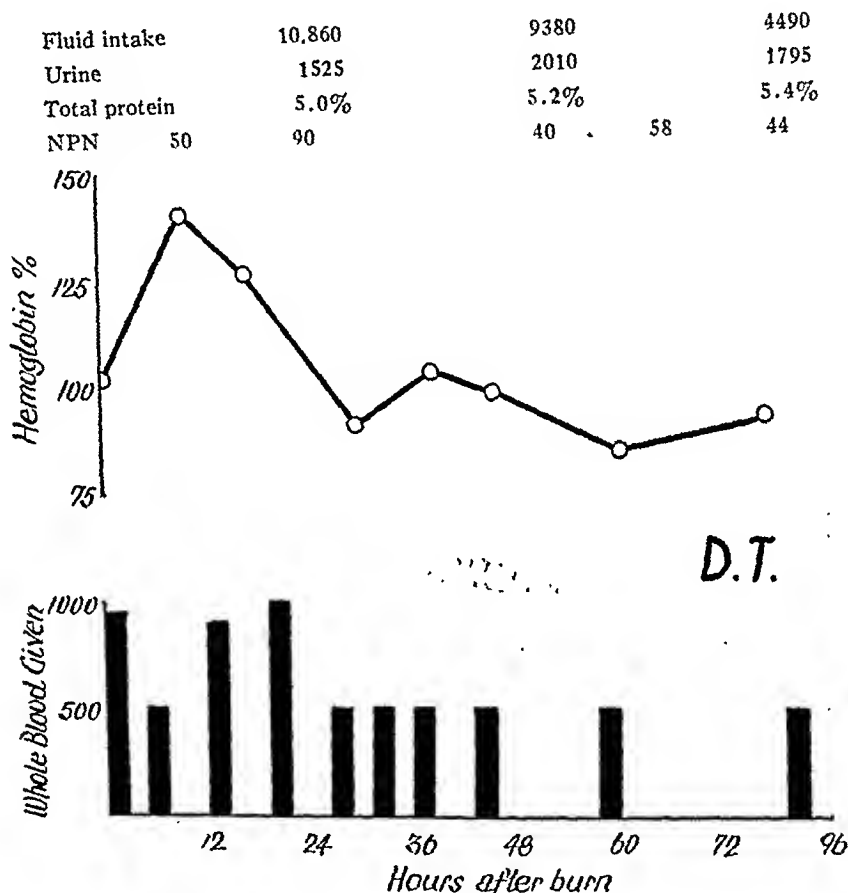 Fluid intake 10,860 9380 4490
Urine 1525 2010 1795
Total protein 5.0% 5.2% 5.4%
NPN 50 90 40 58 44
150
125
100
75
Hemoglobin %
D.T.
1000
500
Whole Blood Given
12 24 36 48 60 72 96
Hours after burn